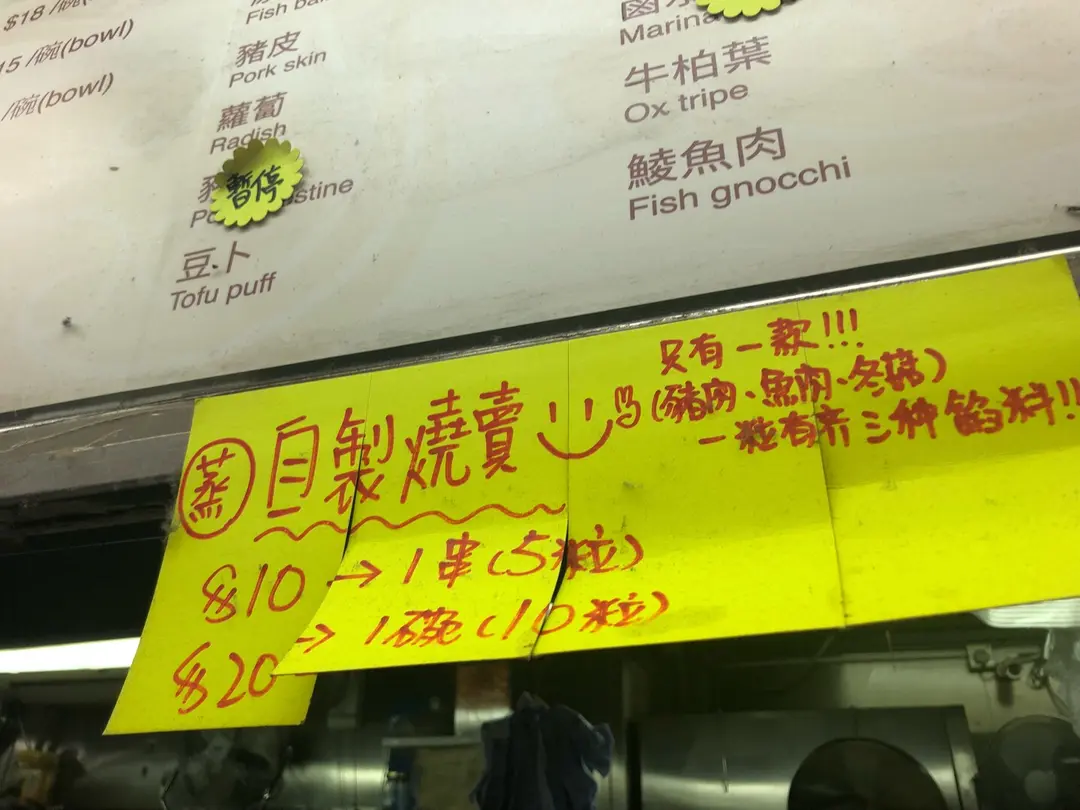 $18 /碗
15 /碗(bowl)
/碗(bowl)
Fish
豬皮
Pork skin
蘿蔔
Radish
暫停
豆卜
Tofu puff
牛柏葉
Ox tripe
鯪魚肉
Fish gnocchi
蒸 自製燒賣
只有一款!!!
(豬肉、魚肉、冬菇)
一粒有齐三种餡料!!
$10 → 1串(5粒)
$20 → 1碗(10粒)